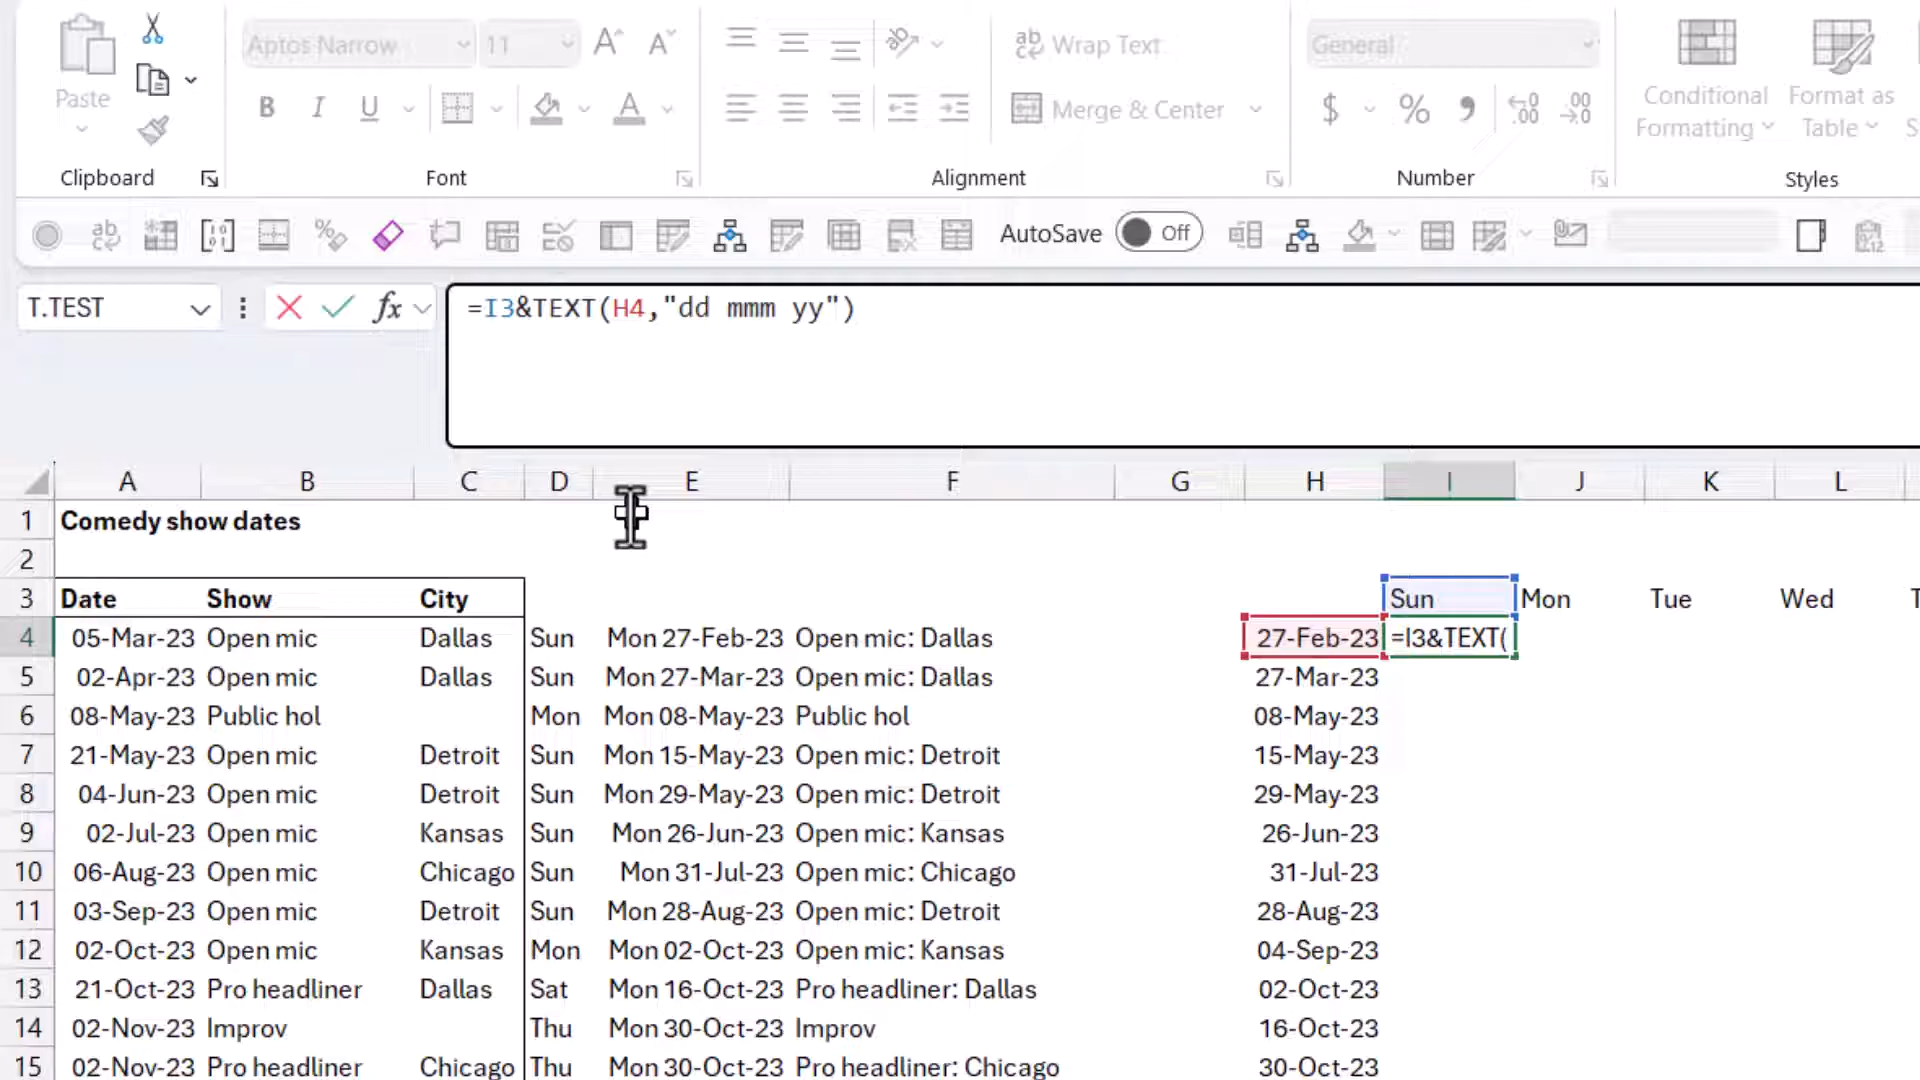 Paste
Aptos Narrow 11
Wrap Text
Merge & Center
General
Conditional Formatting
Format as Table
Clipboard Font Alignment Number Styles
AutoSave Off
T.TEST
=I3&TEXT(H4,"dd mmm yy")
A B C D E F G H I J K L
1 Comedy show dates
2
3 Date Show City Sun Mon Tue Wed
4 05-Mar-23 Open mic Dallas Sun Mon 27-Feb-23 Open mic: Dallas 27-Feb-23 =I3&TEXT(
5 02-Apr-23 Open mic Dallas Sun Mon 27-Mar-23 Open mic: Dallas 27-Mar-23
6 08-May-23 Public hol Mon Mon 08-May-23 Public hol 08-May-23
7 21-May-23 Open mic Detroit Sun Mon 15-May-23 Open mic: Detroit 15-May-23
8 04-Jun-23 Open mic Detroit Sun Mon 29-May-23 Open mic: Detroit 29-May-23
9 02-Jul-23 Open mic Kansas Sun Mon 26-Jun-23 Open mic: Kansas 26-Jun-23
10 06-Aug-23 Open mic Chicago Sun Mon 31-Jul-23 Open mic: Chicago 31-Jul-23
11 03-Sep-23 Open mic Detroit Sun Mon 28-Aug-23 Open mic: Detroit 28-Aug-23
12 02-Oct-23 Open mic Kansas Mon Mon 02-Oct-23 Open mic: Kansas 04-Sep-23
13 21-Oct-23 Pro headliner Dallas Sat Mon 16-Oct-23 Pro headliner: Dallas 02-Oct-23
14 02-Nov-23 Improv Thu Mon 30-Oct-23 Improv 16-Oct-23
15 02-Nov-23 Pro headliner Chicago Thu Mon 30-Oct-23 Pro headliner: Chicago 30-Oct-23